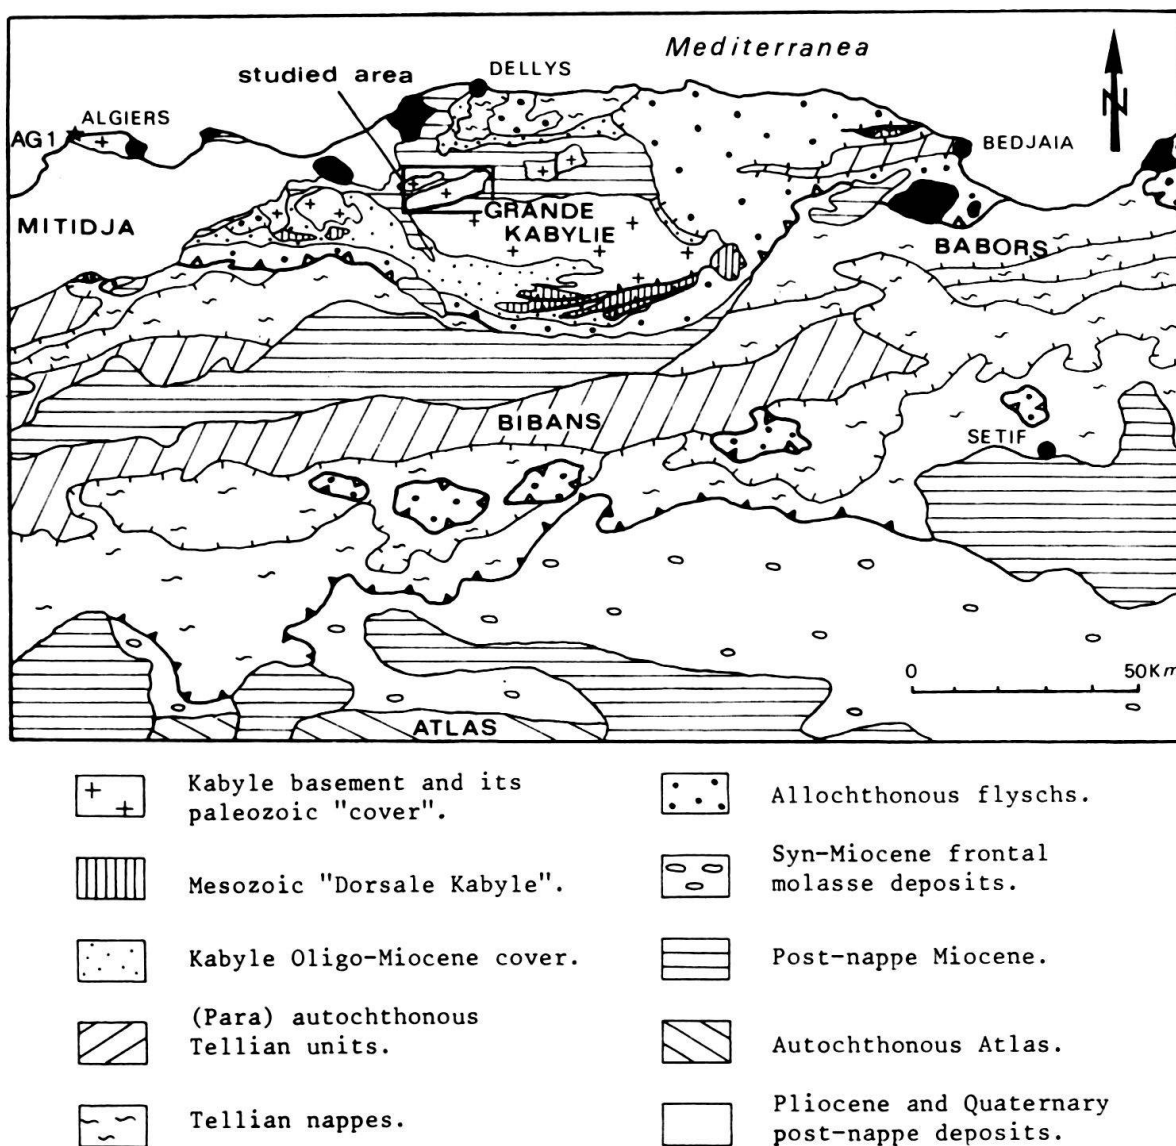 Mediterranea
studied area
DELLYS
N
AG1
ALGIERS
BEDJAIA
MITIDJA
GRANDE
KABYLIE
BABORS
BIBANS
SETIF
0 50Km
ATLAS
Kabyle basement and its
paleozoic "cover".
Mesozoic "Dorsale Kabyle".
Kabyle Oligo-Miocene cover.
(Para) autochthonous
Tellian units.
Tellian nappes.
Allochthonous flyschs.
Syn-Miocene frontal
molasse deposits.
Post-nappe Miocene.
Autochthonous Atlas.
Pliocene and Quaternary
post-nappe deposits.